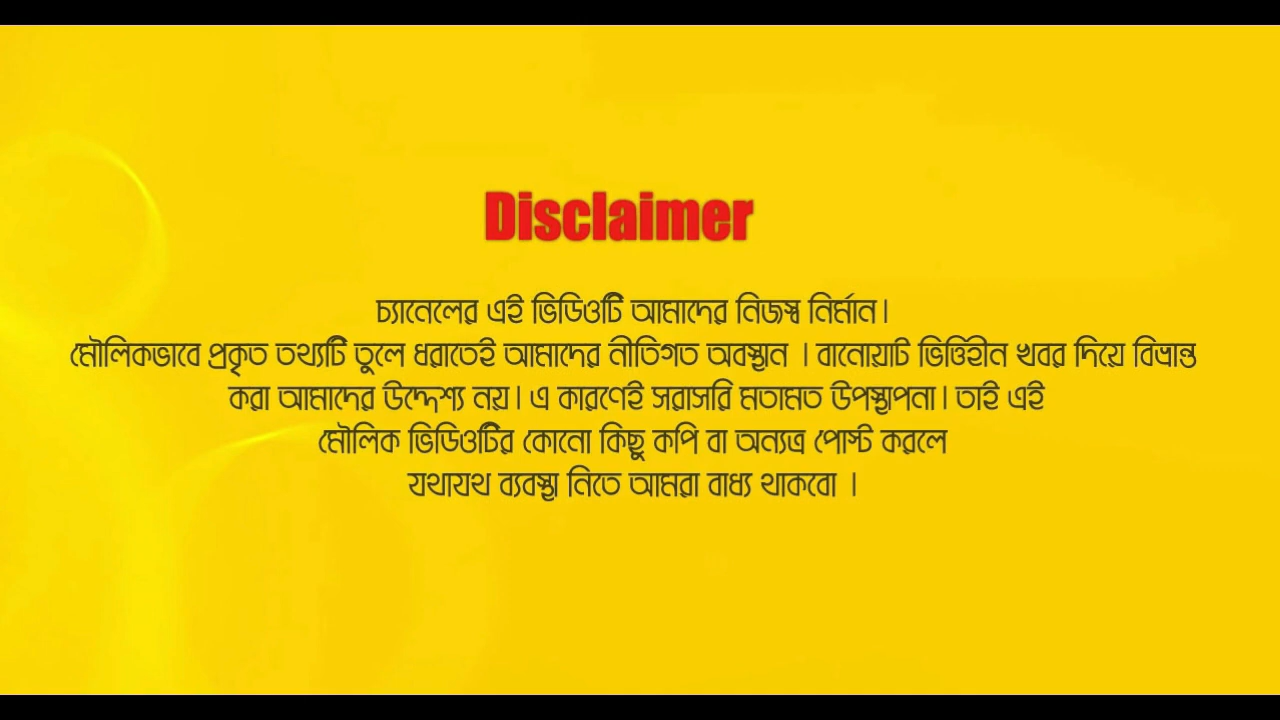 Disclaimer
চ্যানেলের এই ভিডিওটি আমাদের নিজস্ব নির্মান।
মৌলিকভাবে প্রকৃত তথ্যটি তুলে ধরাতেই আমাদের নীতিগত অবস্থান । বানোয়াট ভিত্তিহীন খবর দিয়ে বিভ্রান্ত
করা আমাদের উদ্দেশ্য নয়। এ কারণেই সরাসরি মতামত উপস্থাপনা। তাই এই
মৌলিক ভিডিওটির কোনো কিছু কপি বা অন্যত্র পোস্ট করলে
যথাযথ ব্যবস্থা নিতে আমরা বাধ্য থাকবো ।